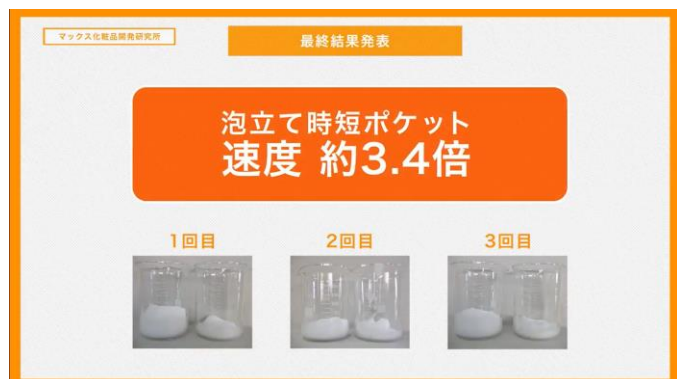 マックス化粧品開発研究所
最終結果発表
泡立て時短ポケット
速度 約3.4倍
1回目
2回目
3回目